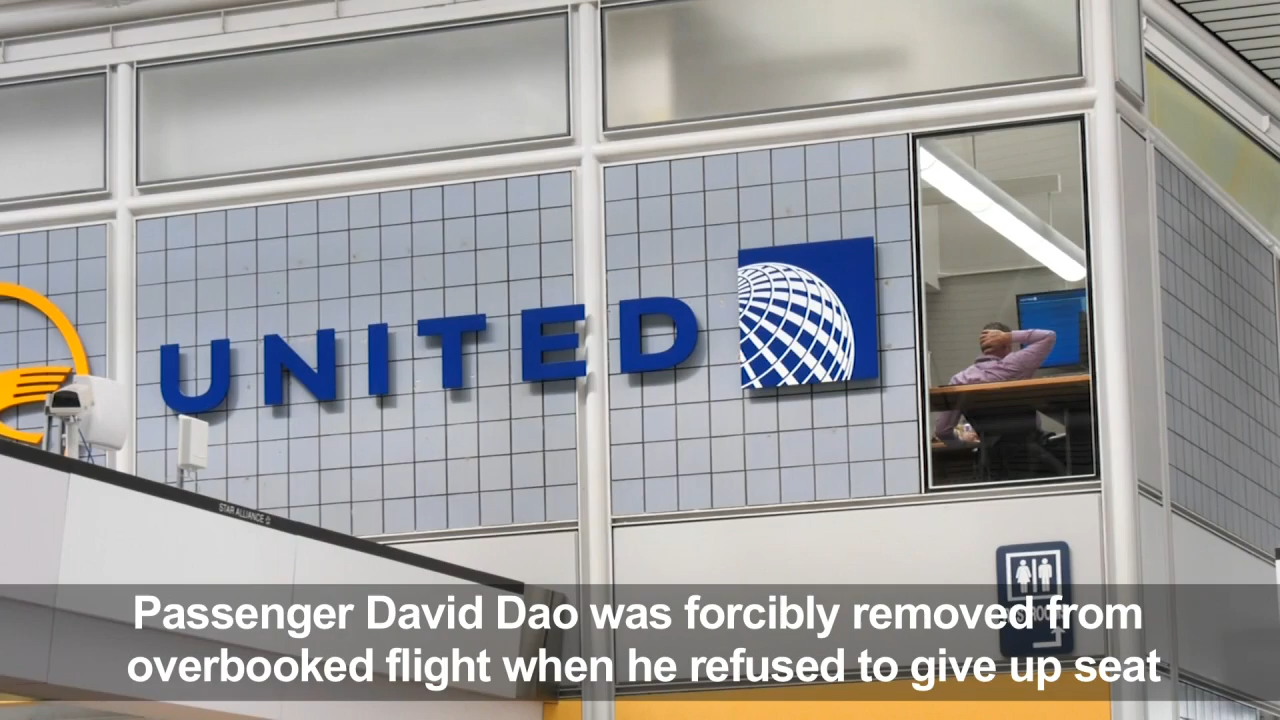 UNITED
STAR ALLIANCE
Passenger David Dao was forcibly removed from
overbooked flight when he refused to give up seat